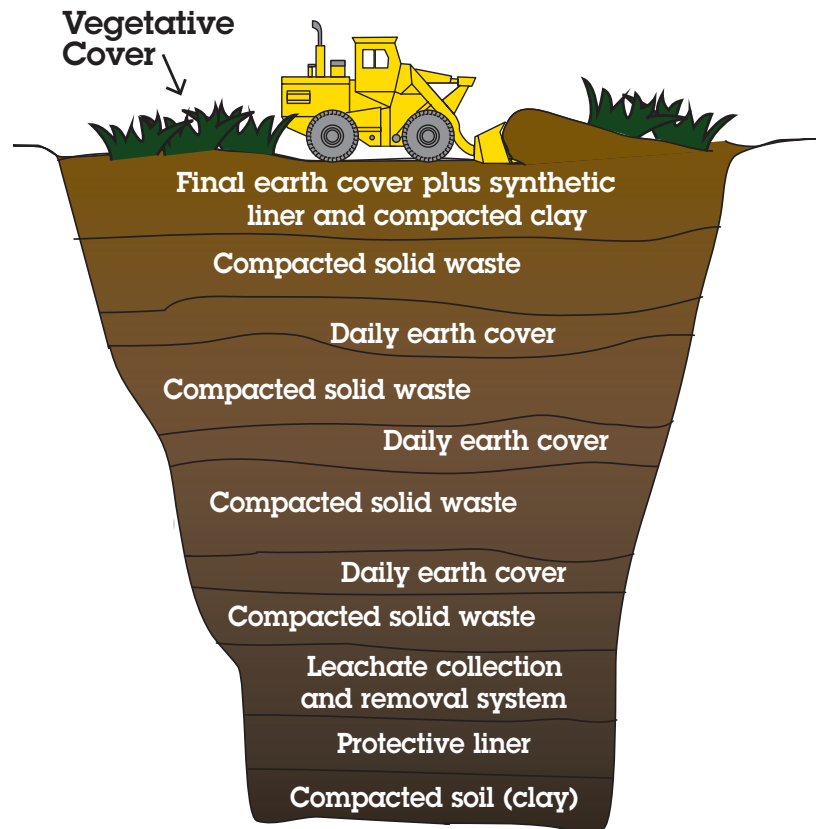 Vegetative
Cover
Final earth cover plus synthetic
liner and compacted clay
Compacted solid waste
Daily earth cover
Compacted solid waste
Daily earth cover
Compacted solid waste
Daily earth cover
Compacted solid waste
Leachate collection
and removal system
Protective liner
Compacted soil (clay)